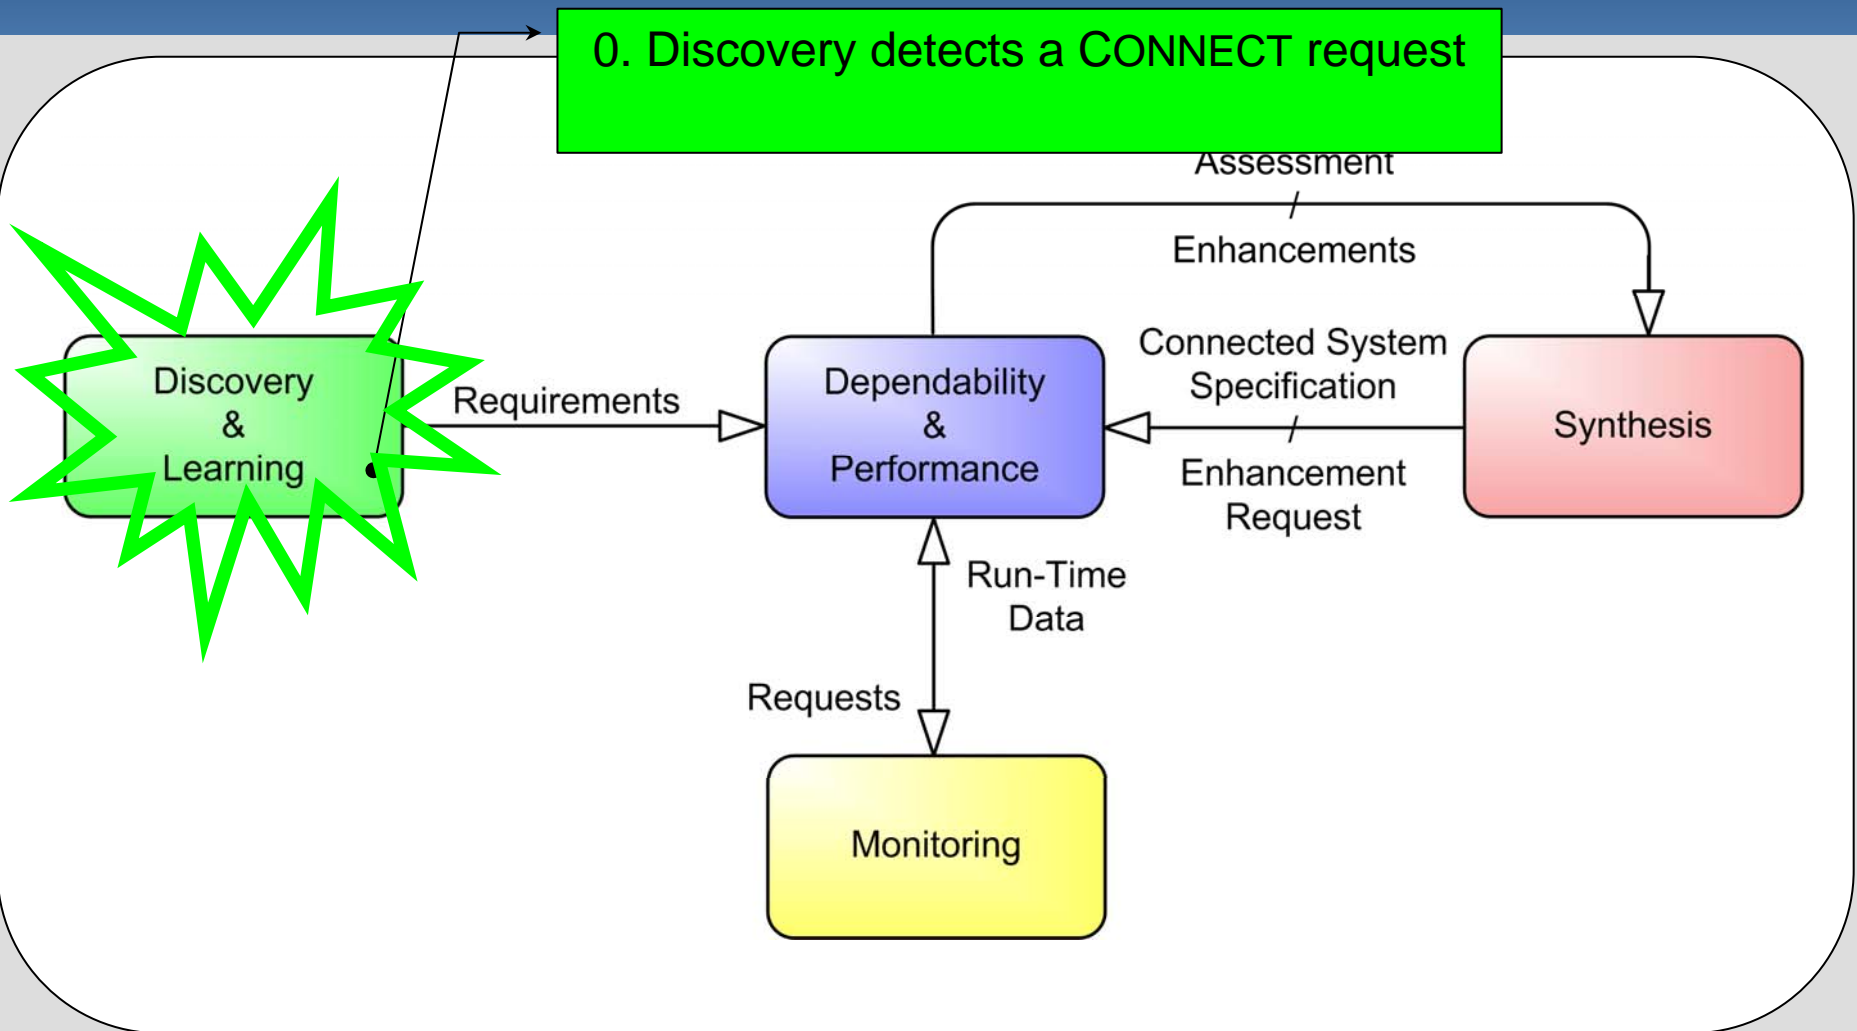 0. Discovery detects a CONNECT request
Assessment
Enhancements
Discovery
&
Learning
Requirements
Dependability
&
Performance
Connected System
Specification
Enhancement
Request
Synthesis
Run-Time
Data
Requests
Monitoring